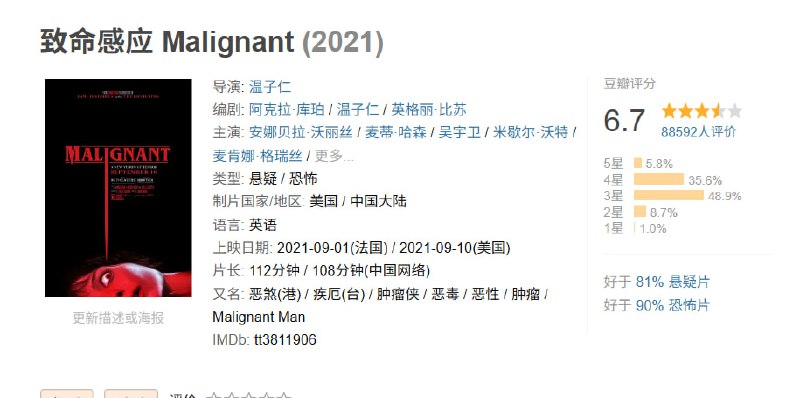 致命感应 Malignant (2021)
MALIGNANT
导演: 温子仁
编剧: 阿克拉·库珀 / 温子仁 / 英格丽·比苏
主演: 安娜贝拉·沃丽丝 / 麦蒂·哈森 / 吴宇卫 / 米歇尔·沃特 /
麦肯娜·格瑞丝 / 更多...
类型: 悬疑 / 恐怖
制片国家/地区: 美国 / 中国大陆
语言: 英语
上映日期: 2021-09-01(法国) / 2021-09-10(美国)
片长: 112分钟 / 108分钟(中国网络)
又名: 恶煞(港) / 疾厄(台) / 肿瘤侠 / 恶毒 / 恶性 / 肿瘤 /
Malignant Man
IMDb: tt3811906
更新描述或海报
豆瓣评分
6.7
88592人评价
5星 5.8%
4星 35.6%
3星 48.9%
2星 8.7%
1星 1.0%
好于 81% 悬疑片
好于 90% 恐怖片